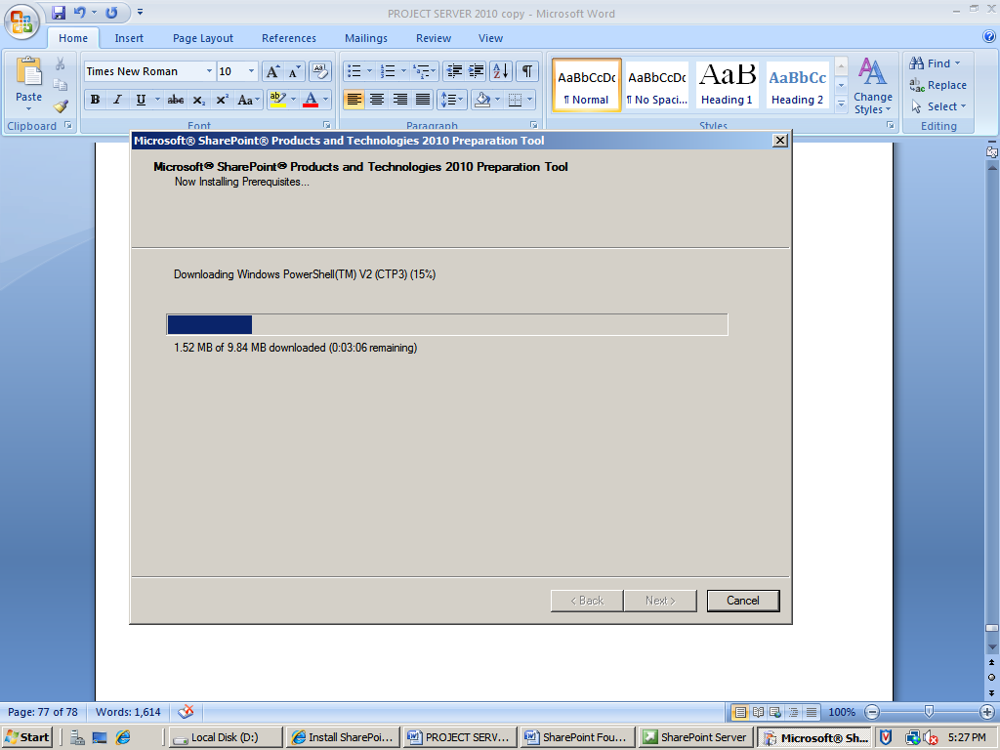 PROJECT SERVER 2010 copy - Microsoft Word
Home Insert Page Layout References Mailings Review View
Paste
Clipboard
Times New Roman 10
B I U abc X₂ X² Aa
Font
Paragraph
AaBbCcDc AaBbCcDc AaB AaBbCc
¶ Normal ¶ No Spaci... Heading 1 Heading 2
Change Styles
Styles
Find
Replace
Select
Editing
Microsoft® SharePoint® Products and Technologies 2010 Preparation Tool
Microsoft® SharePoint® Products and Technologies 2010 Preparation Tool
Now Installing Prerequisites...
Downloading Windows PowerShell(TM) V2 (CTP3) (15%)
1.52 MB of 9.84 MB downloaded (0:03:06 remaining)
< Back Next > Cancel
Page: 77 of 78 Words: 1,614 100%
Start Local Disk (D:) Install SharePoi... PROJECT SERV... SharePoint Fou... SharePoint Server Microsoft® Sh... 5:27 PM